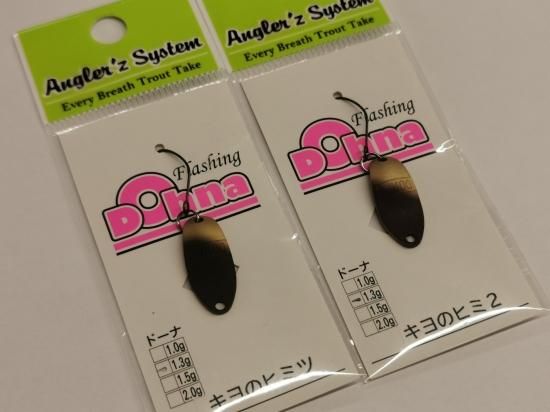 Angler'z System
Every Breath Trout Take
Flashing
Dohna
ドーナ
1.0g
1.3g
1.5g
2.0g
キヨのヒミツ
Angler'z System
Every Breath Trout Take
Flashing
Dohna
ドーナ
1.0g
1.3g
1.5g
2.0g
キヨのヒミ2